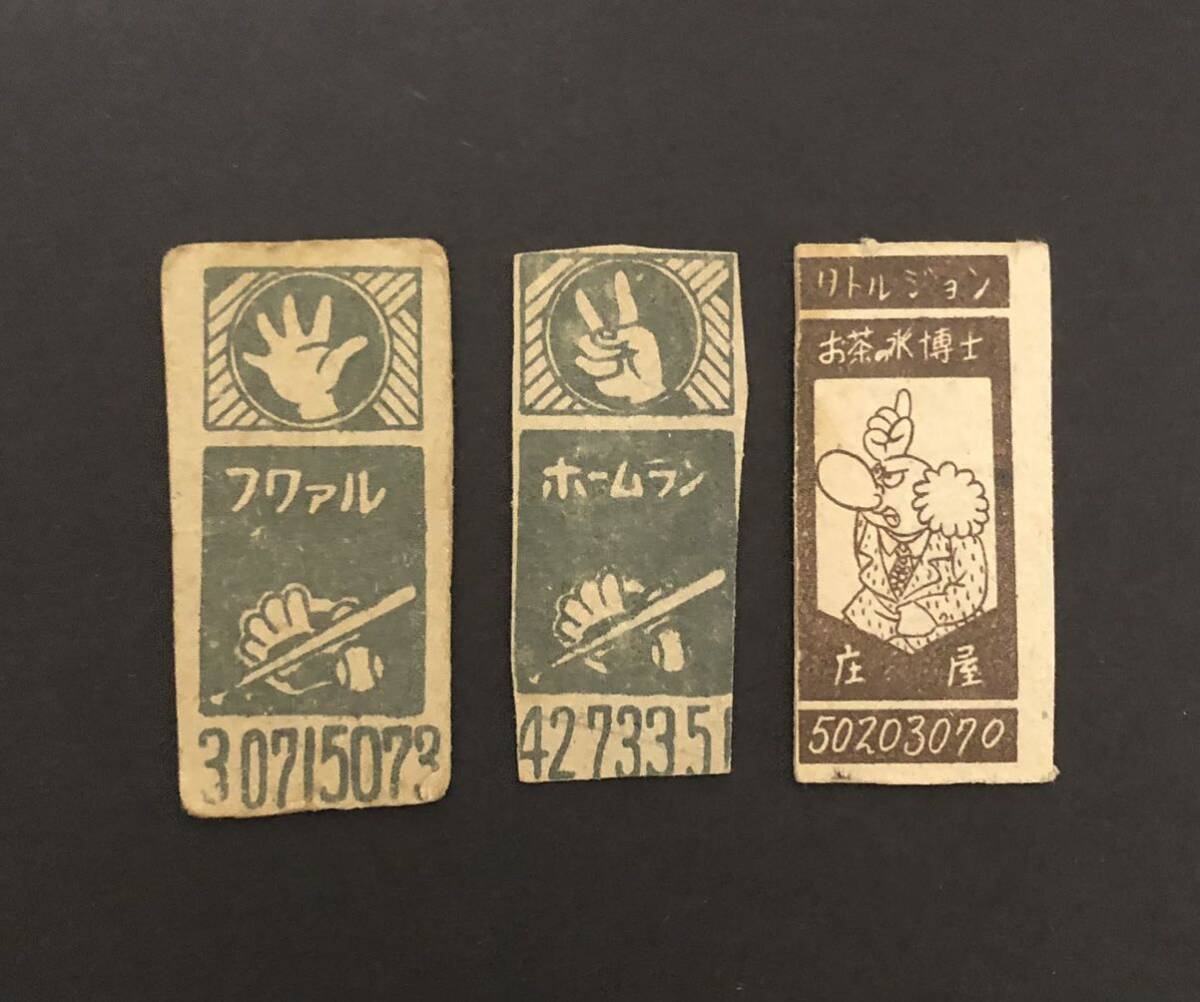 フワァル
30715073
ホームラン
4273351
リトルジョン
お茶の水博士
庄屋
50203070